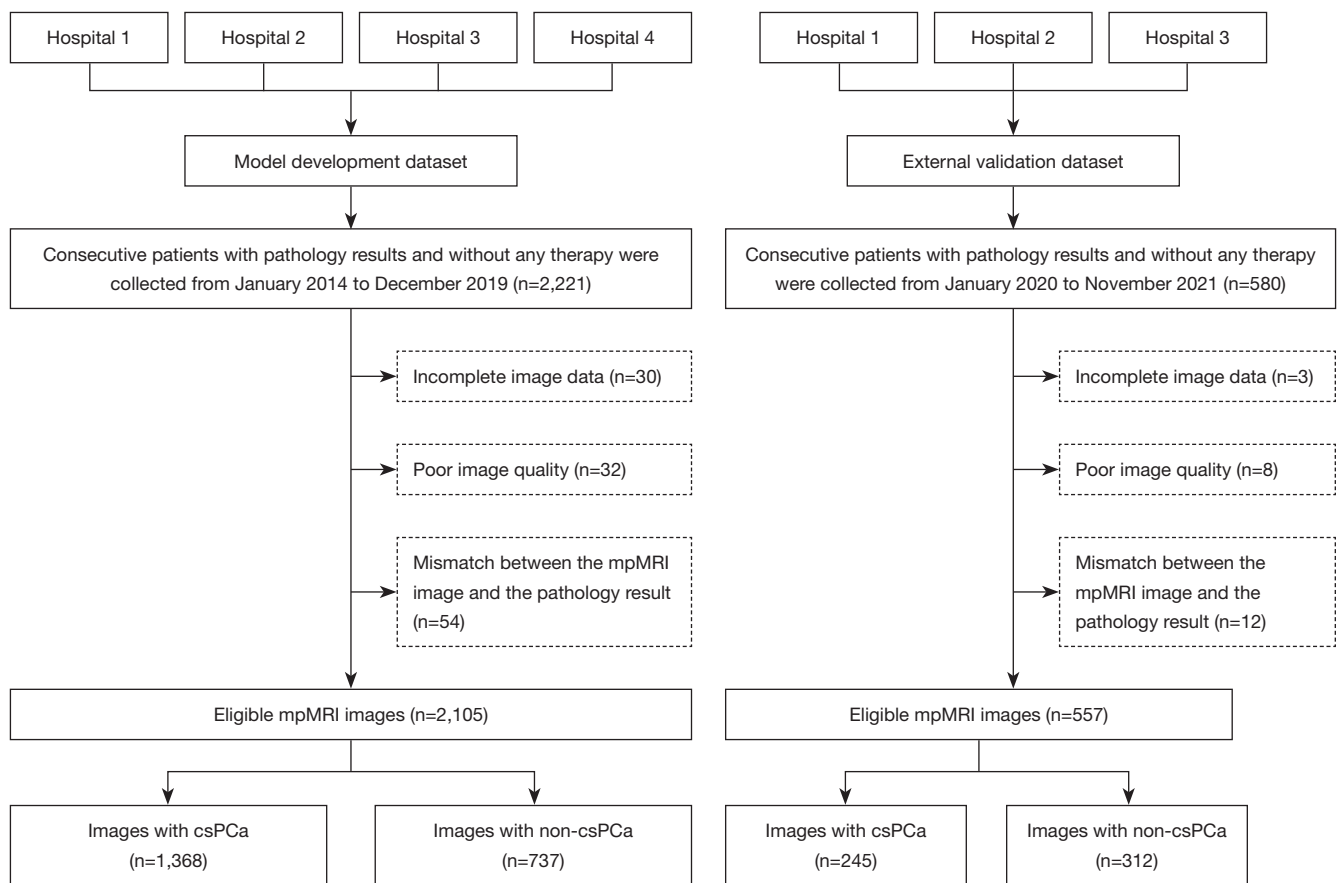 Hospital 1
Hospital 2
Hospital 3
Hospital 4
Model development dataset
Consecutive patients with pathology results and without any therapy were
collected from January 2014 to December 2019 (n=2,221)
Incomplete image data (n=30)
Poor image quality (n=32)
Mismatch between the mpMRI
image and the pathology result
(n=54)
Eligible mpMRI images (n=2,105)
Images with csPCa
(n=1,368)
Images with non-csPCa
(n=737)
Hospital 1
Hospital 2
Hospital 3
External validation dataset
Consecutive patients with pathology results and without any therapy
were collected from January 2020 to November 2021 (n=580)
Incomplete image data (n=3)
Poor image quality (n=8)
Mismatch between the
mpMRI image and the
pathology result (n=12)
Eligible mpMRI images (n=557)
Images with csPCa
(n=245)
Images with non-csPCa
(n=312)